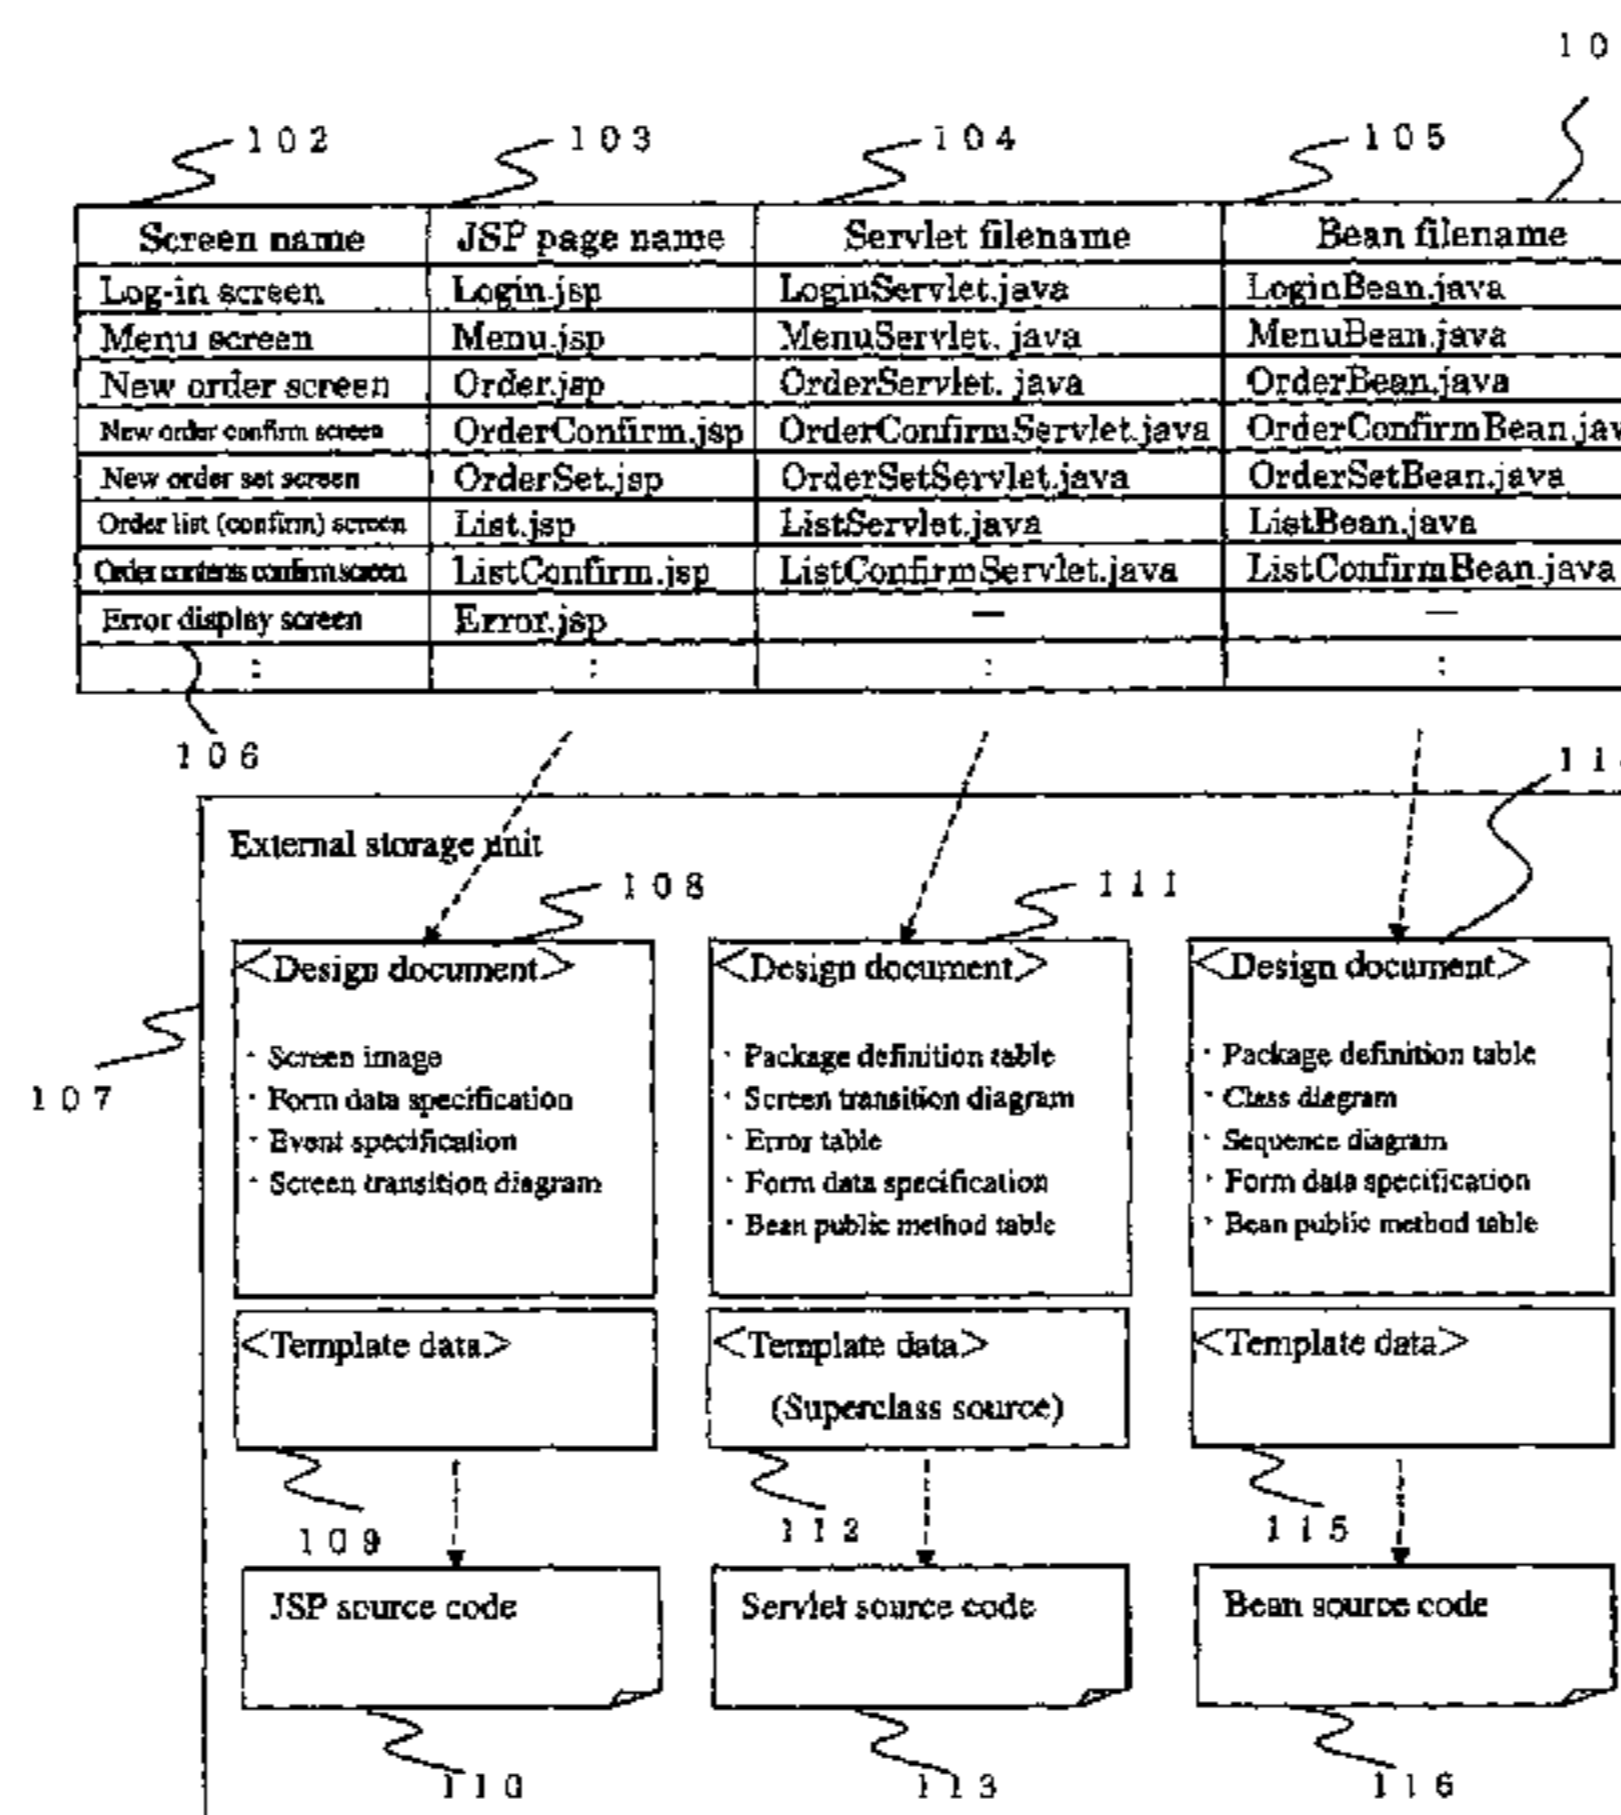 10
102 103 104 105
Screen name JSP page name Servlet filename Bean filename
Log-in screen Login.jsp LoginServlet.java LoginBean.java
Menu screen Menu.jsp MenuServlet. java MenuBean.java
New order screen Order.jsp OrderServlet. java OrderBean.java
New order confirm screen OrderConfirm.jsp OrderConfirmServlet.java OrderConfirmBean.jav
New order set screen OrderSet.jsp OrderSetServlet.java OrderSetBean.java
Order list (confirm) screen List.jsp ListServlet.java ListBean.java
Order contents confirm screen ListConfirm.jsp ListConfirmServlet.java ListConfirmBean.java
Error display screen Error.jsp — —
: : : :
106
11
External storage unit
108 111
<Design document> <Design document> <Design document>
· Screen image · Package definition table · Package definition table
107
· Form data specification · Screen transition diagram · Class diagram
· Event specification · Error table · Sequence diagram
· Screen transition diagram · Form data specification · Form data specification
· Bean public method table · Bean public method table
<Template data> <Template data> <Template data>
(Superclass source)
109 112 115
JSP source code Servlet source code Bean source code
110 113 116